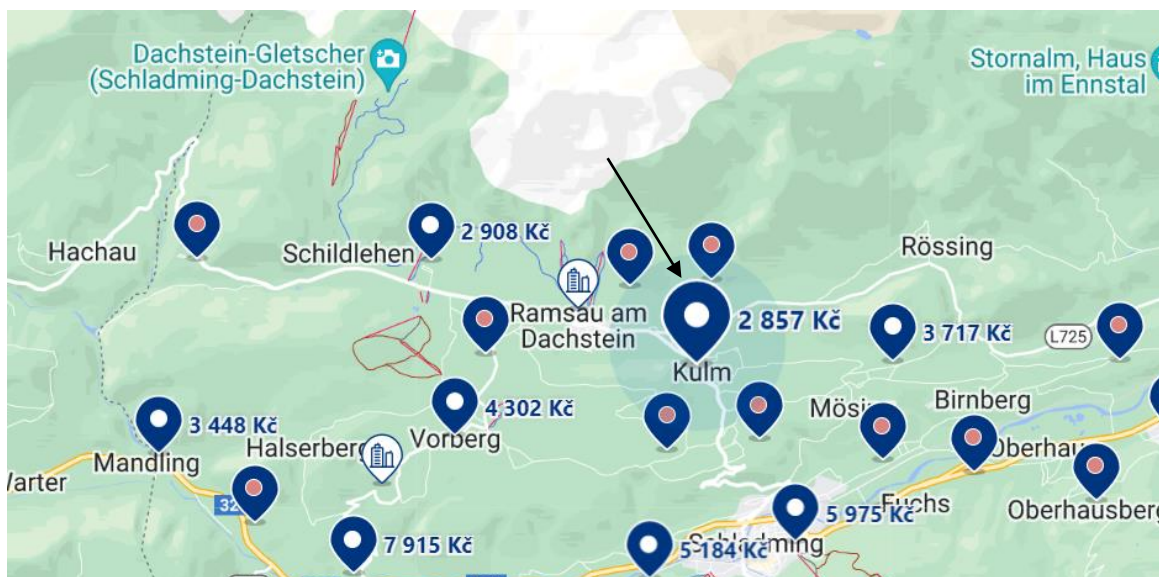 Dachstein-Gletscher
(Schladming-Dachstein)
Stornalm, Haus
im Ennstal
Hachau
Schildlehen
2 908 Kč
Rössing
Ramsau am
Dachstein
2 857 Kč
Kulm
3 717 Kč
L725
3 448 Kč
Mandling
Halserberg
4 302 Kč
Vorberg
Birnberg
Oberhau
Fuchs
Oberhausberg
32
7 915 Kč
5 184 Kč
5 975 Kč
Schladming